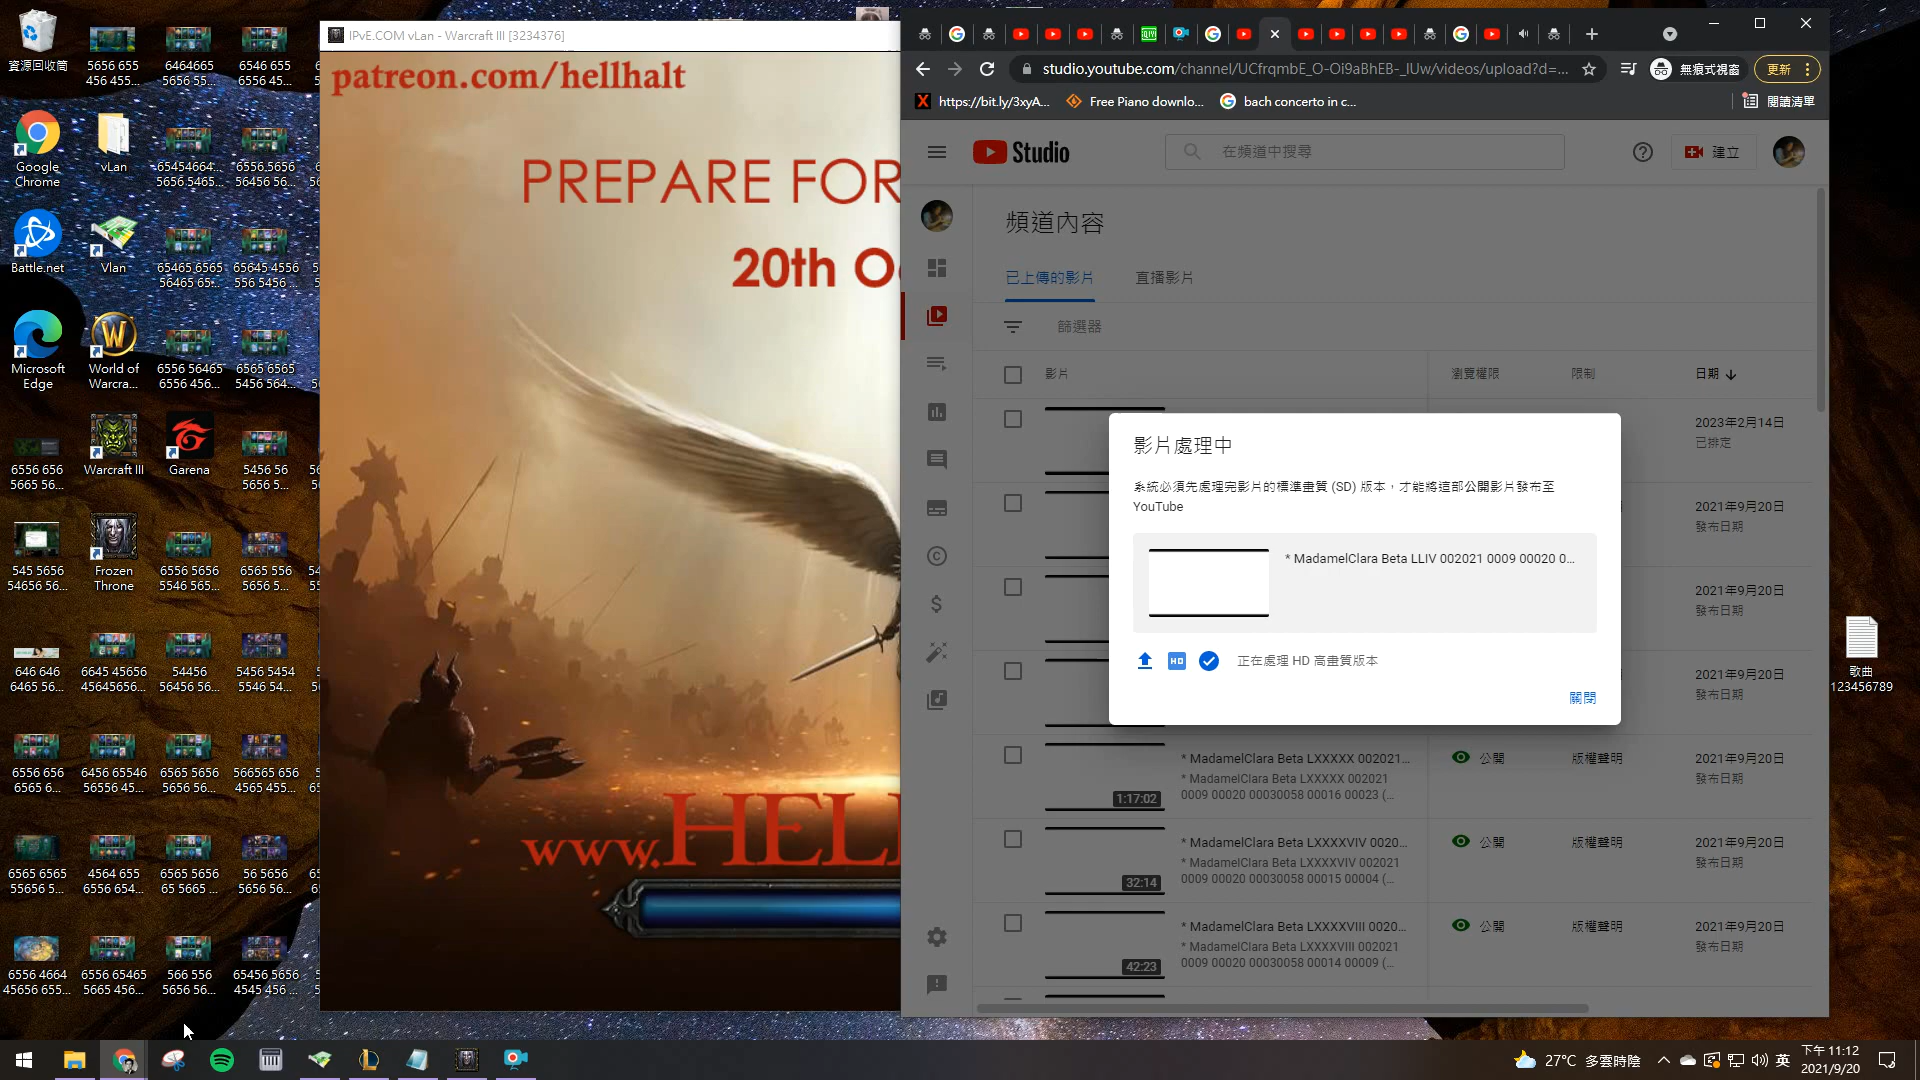 資源回收筒
5656 655
456 455...
6464665
5656 55...
6546 655
6556 45...
Google
Chrome
vLan
65454664...
5656 5465...
6556 5656
56456 56...
Battle.net
Vlan
65465 6565
56465 65...
65645 4556
556 5456 ...
Microsoft
Edge
World of
Warcra...
6556 56465
6556 456...
6565 6565
5456 564...
6556 656
5665 56...
Warcraft III
Garena
5456 56
5656 5...
545 5656
54656 56...
Frozen
Throne
6556 5656
5546 565...
6565 556
5656 5...
646 646
6465 56...
6645 45656
45645656...
54456
56456 56...
5456 5454
5546 54...
6556 656
6565 6...
6456 65546
56556 45...
6565 5656
5656 56...
566565 656
4565 455...
6565 6565
55656 5...
4564 655
6556 654...
6565 5656
65 5665 ...
56 5656
5656 56...
6556 4664
45656 655...
6556 65465
5665 456...
566 556
5656 56...
65456 5656
4545 456 ...
IPvE.COM vLan - Warcraft III [3234376]
patreon.com/hellhalt
PREPARE FOR
20th O
www.HELL
studio.youtube.com/channel/UCfrqmbE_O-Oi9aBhEB-_IUw/videos/upload?d=...
無痕式視窗
更新
https://bit.ly/3xyA...
Free Piano downlo...
bach concerto in c...
閱讀清單
Studio
在頻道中搜尋
建立
頻道內容
已上傳的影片
直播影片
篩選器
影片
瀏覽權限
限制
日期
2023年2月14日
已排定
2021年9月20日
發布日期
2021年9月20日
發布日期
2021年9月20日
發布日期
影片處理中
系統必須先處理完影片的標準畫質 (SD) 版本，才能將這部公開影片發布至
YouTube
* MadamelClara Beta LLIV 002021 0009 00020 0...
HD
正在處理 HD 高畫質版本
關閉
1:17:02
* MadamelClara Beta LXXXXX 002021...
* MadamelClara Beta LXXXXX 002021
0009 00020 00030058 00016 00023 (...
公開
版權聲明
2021年9月20日
發布日期
32:14
* MadamelClara Beta LXXXXVIV 0020...
* MadamelClara Beta LXXXXVIV 002021
0009 00020 00030058 00015 00004 (...
公開
版權聲明
2021年9月20日
發布日期
42:23
* MadamelClara Beta LXXXXVIII 0020...
* MadamelClara Beta LXXXXVIII 002021
0009 00020 00030058 00014 00009 (...
公開
版權聲明
2021年9月20日
發布日期
歌曲
123456789
27°C 多雲時陰
英
下午 11:12
2021/9/20